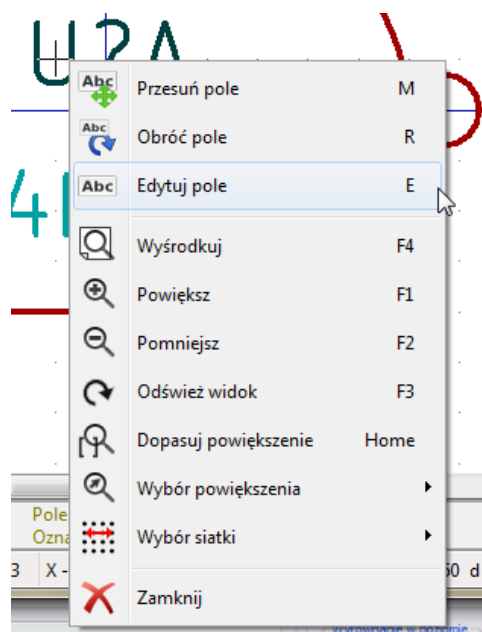 U?A
Abc Przesuń pole M
Abc Obróć pole R
Abc Edytuj pole E
Wyśrodkuj F4
Powiększ F1
Pomniejsz F2
Odśwież widok F3
Dopasuj powiększenie Home
Wybór powiększenia
Pole
Wybór siatki
Ozna
3 X -
Zamknij